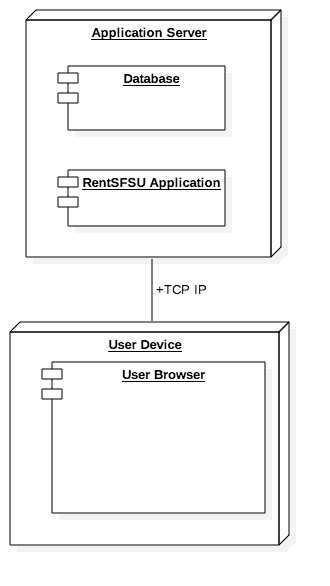 Application Server
Database
RentSFSU Application
+TCP IP
User Device
User Browser